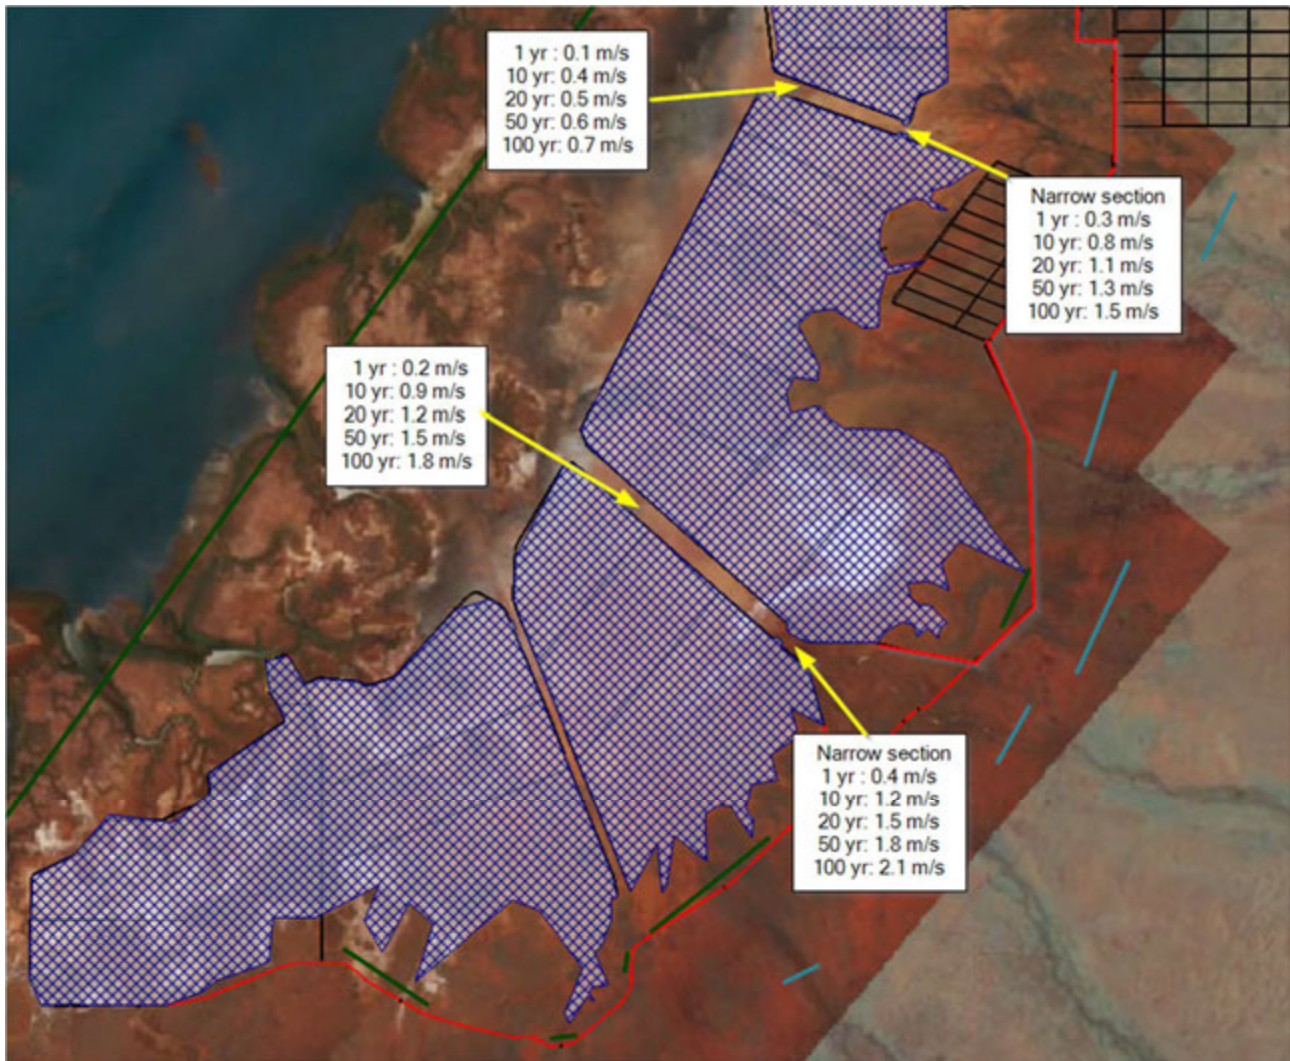 1 yr : 0.1 m/s
10 yr: 0.4 m/s
20 yr: 0.5 m/s
50 yr: 0.6 m/s
100 yr: 0.7 m/s
Narrow section
1 yr : 0.3 m/s
10 yr: 0.8 m/s
20 yr: 1.1 m/s
50 yr: 1.3 m/s
100 yr: 1.5 m/s
1 yr : 0.2 m/s
10 yr: 0.9 m/s
20 yr: 1.2 m/s
50 yr: 1.5 m/s
100 yr: 1.8 m/s
Narrow section
1 yr : 0.4 m/s
10 yr: 1.2 m/s
20 yr: 1.5 m/s
50 yr: 1.8 m/s
100 yr: 2.1 m/s